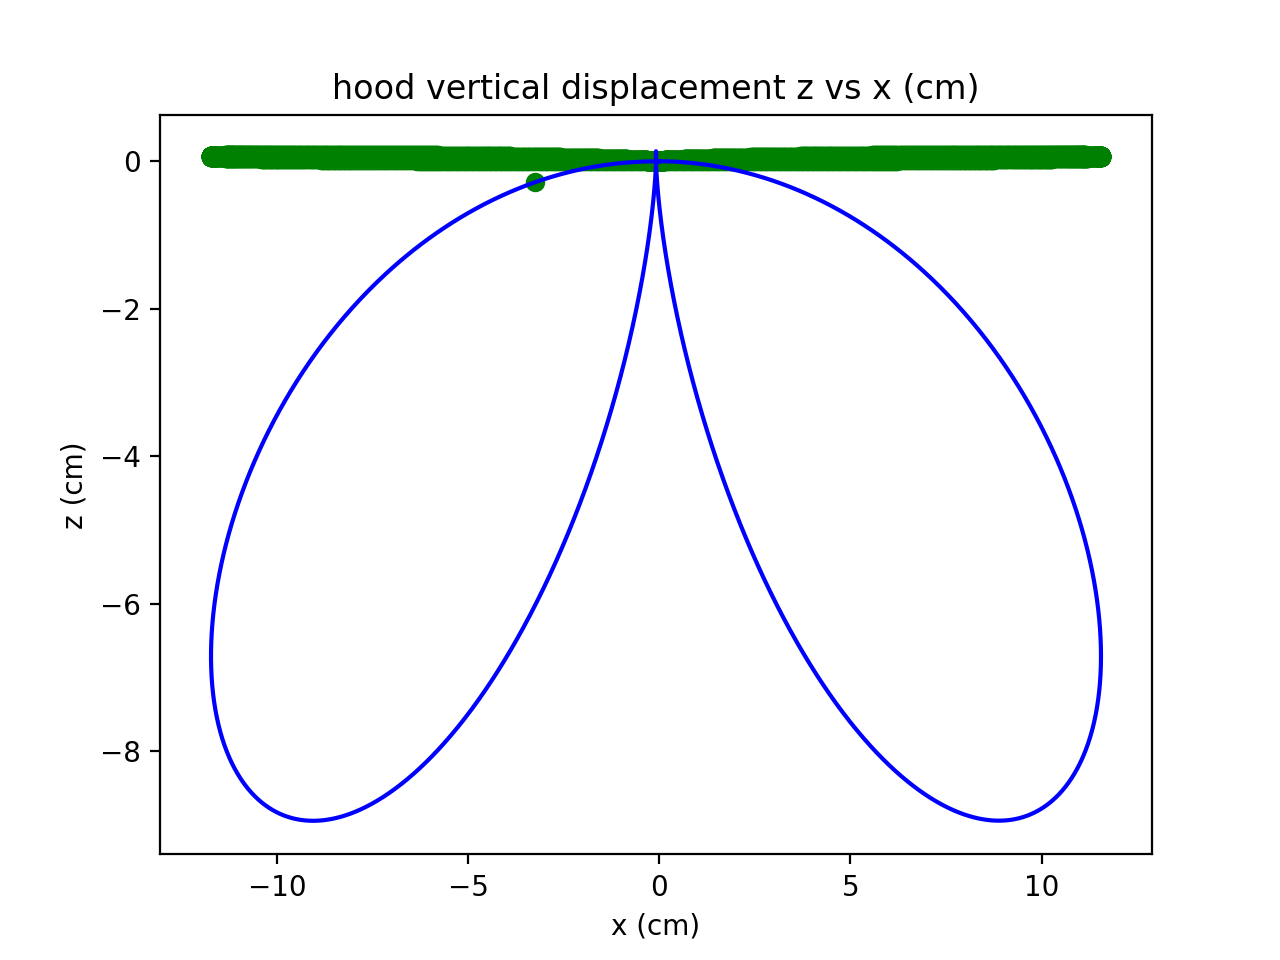 hood vertical displacement z vs x (cm)
0
−2
−4
−6
−8
z (cm)
−10 −5 0 5 10
x (cm)